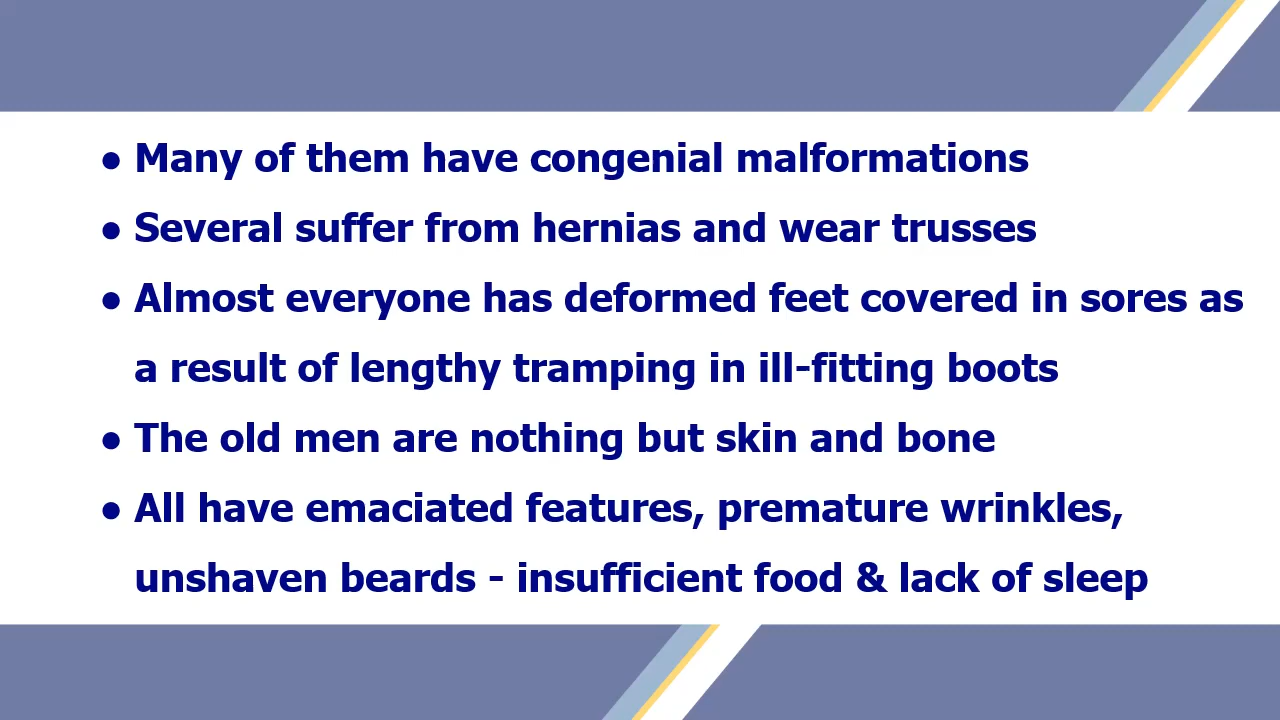 ● Many of them have congenial malformations
● Several suffer from hernias and wear trusses
● Almost everyone has deformed feet covered in sores as
a result of lengthy tramping in ill-fitting boots
● The old men are nothing but skin and bone
● All have emaciated features, premature wrinkles,
unshaven beards - insufficient food & lack of sleep